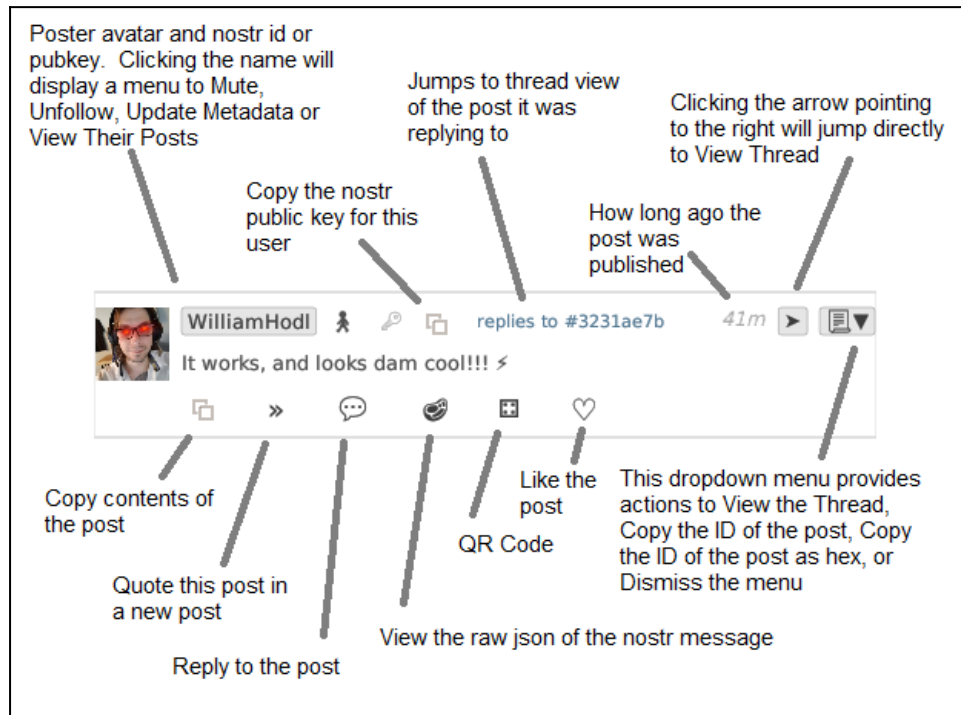 Poster avatar and nostr id or
pubkey.  Clicking the name will
display a menu to Mute,
Unfollow, Update Metadata or
View Their Posts
Jumps to thread view
of the post it was
replying to
Clicking the arrow pointing
to the right will jump directly
to View Thread
Copy the nostr
public key for this
user
How long ago the
post was
published
WilliamHodl replies to #3231ae7b 41m
It works, and looks dam cool!!! ⚡
Copy contents of
the post
Quote this post in
a new post
Reply to the post
View the raw json of the nostr message
QR Code
Like the
post
This dropdown menu provides
actions to View the Thread,
Copy the ID of the post, Copy
the ID of the post as hex, or
Dismiss the menu